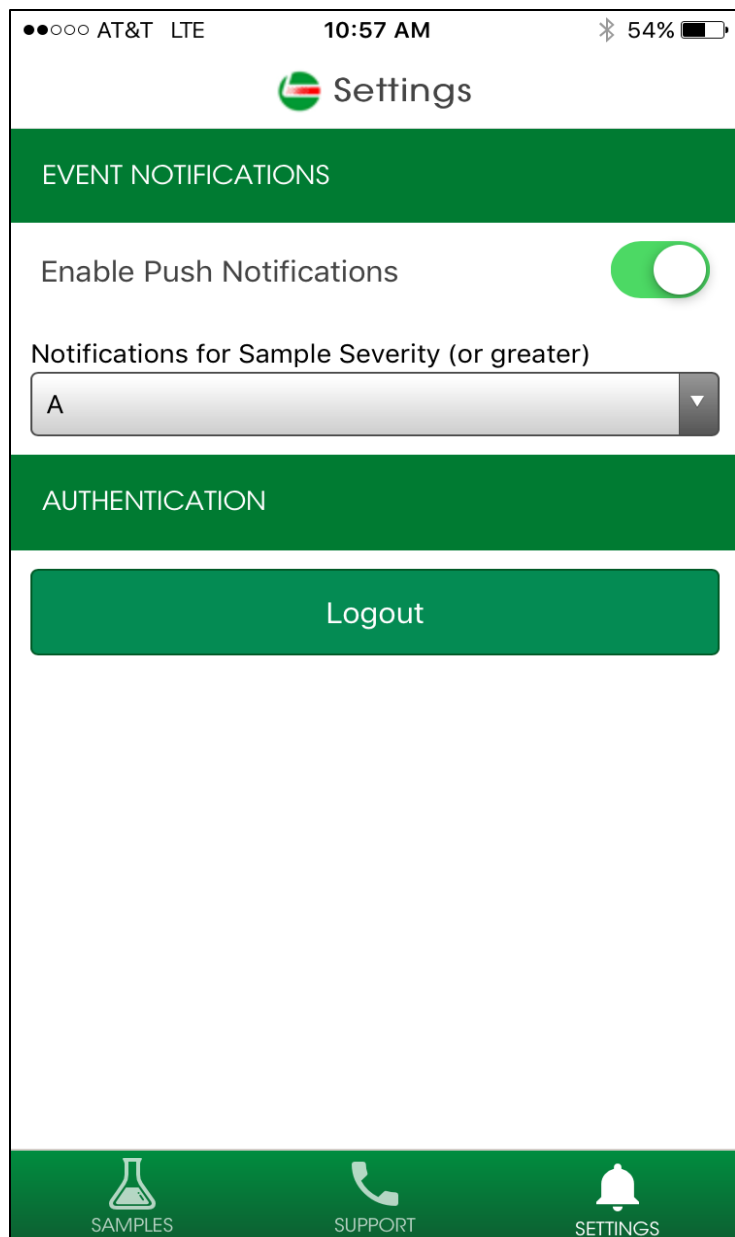 AT&T LTE 10:57 AM 54%
Settings
EVENT NOTIFICATIONS
Enable Push Notifications
Notifications for Sample Severity (or greater)
A
AUTHENTICATION
Logout
SAMPLES SUPPORT SETTINGS